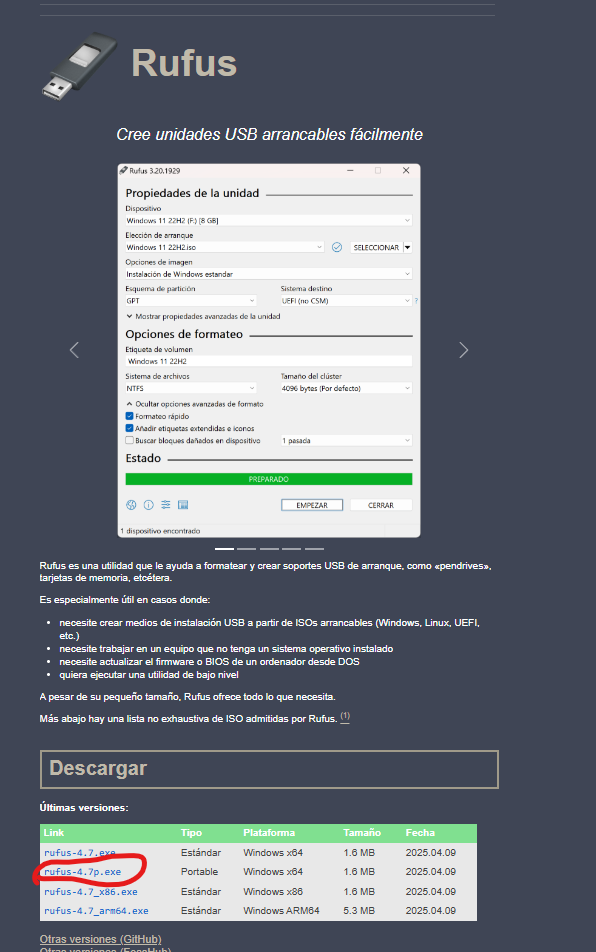 Rufus
Cree unidades USB arrancables fácilmente
Rufus 3.20.1929
Propiedades de la unidad
Dispositivo
Windows 11 22H2 (F:) [8 GB]
Elección de arranque
Windows 11 22H2.iso
SELECCIONAR
Opciones de imagen
Instalación de Windows estandar
Esquema de partición Sistema destino
GPT UEFI (no CSM) ?
Mostrar propiedades avanzadas de la unidad
Opciones de formateo
Etiqueta de volumen
Windows 11 22H2
Sistema de archivos Tamaño del clúster
NTFS 4096 bytes (Por defecto)
Ocultar opciones avanzadas de formato
Formateo rápido
Añadir etiquetas extendidas e iconos
Buscar bloques dañados en dispositivo 1 pasada
Estado
PREPARADO
EMPEZAR CERRAR
1 dispositivo encontrado
Rufus es una utilidad que le ayuda a formatear y crear soportes USB de arranque, como «pendrives»,
tarjetas de memoria, etcétera.
Es especialmente útil en casos donde:
• necesite crear medios de instalación USB a partir de ISOs arrancables (Windows, Linux, UEFI,
etc.)
• necesite trabajar en un equipo que no tenga un sistema operativo instalado
• necesite actualizar el firmware o BIOS de un ordenador desde DOS
• quiera ejecutar una utilidad de bajo nivel
A pesar de su pequeño tamaño, Rufus ofrece todo lo que necesita.
Más abajo hay una lista no exhaustiva de ISO admitidas por Rufus. (1)
Descargar
Últimas versiones:
Link Tipo Plataforma Tamaño Fecha
rufus-4.7.exe Estándar Windows x64 1.6 MB 2025.04.09
rufus-4.7p.exe Portable Windows x64 1.6 MB 2025.04.09
rufus-4.7_x86.exe Estándar Windows x86 1.6 MB 2025.04.09
rufus-4.7_arm64.exe Estándar Windows ARM64 5.3 MB 2025.04.09
Otras versiones (GitHub)
Otras versiones (FossHub)